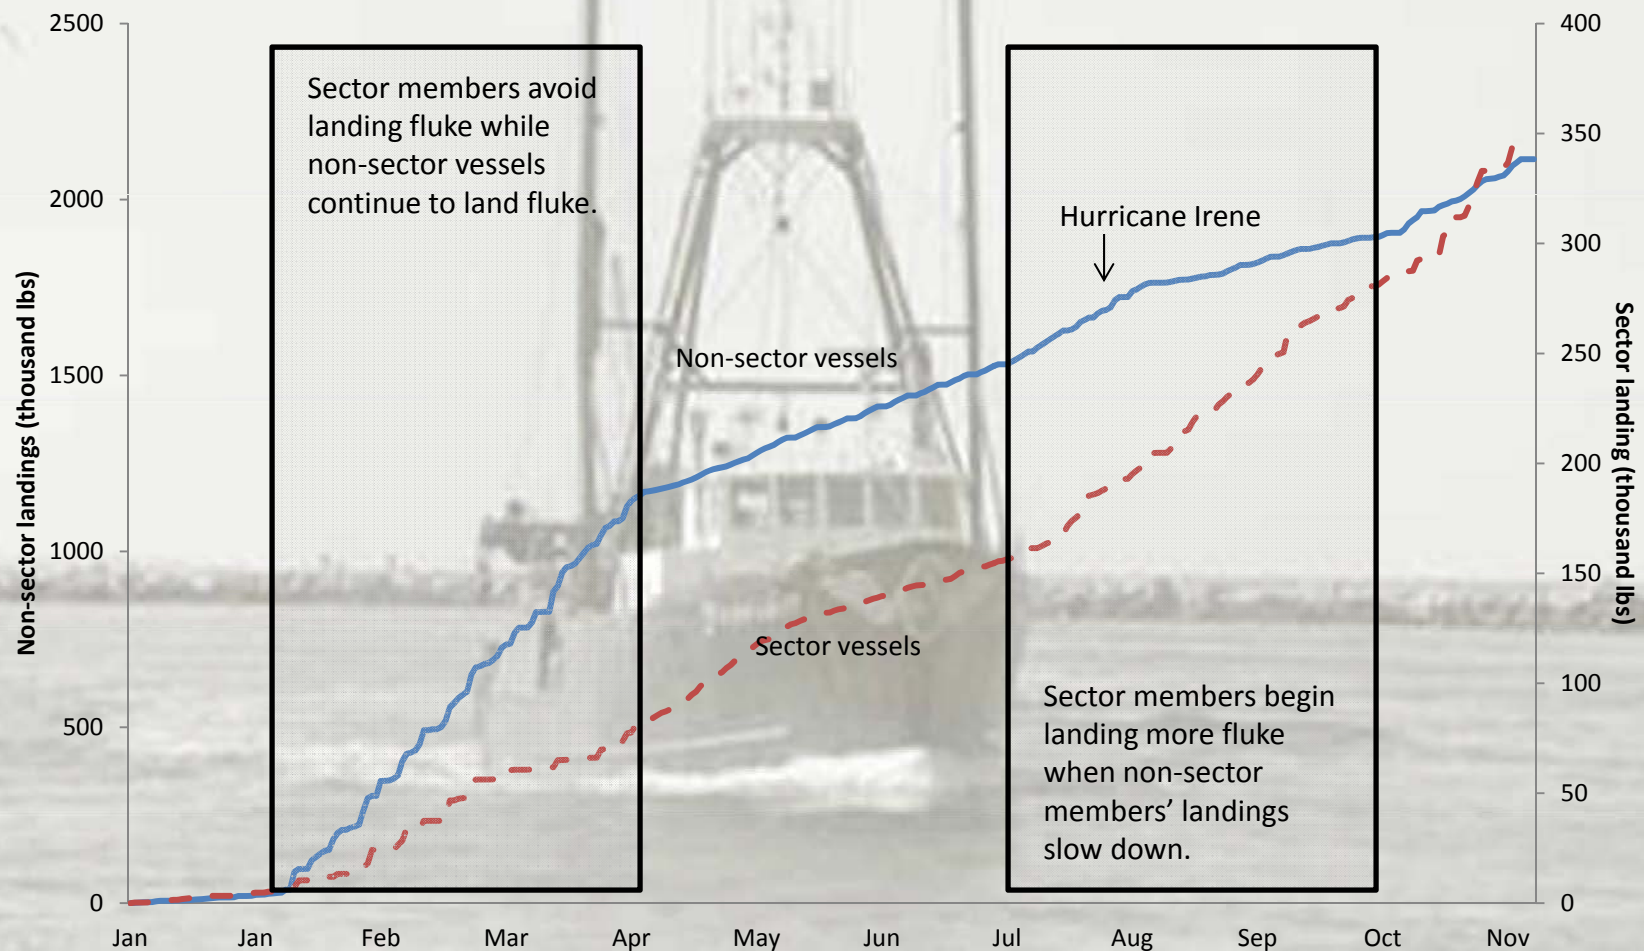 2500
2000
1500
1000
500
0
Non-sector landings (thousand lbs)
Sector members avoid
landing fluke while
non-sector vessels
continue to land fluke.
Non-sector vessels
Sector vessels
Hurricane Irene
Sector members begin
landing more fluke
when non-sector
members’ landings
slow down.
400
350
300
250
200
150
100
50
0
Sector landing (thousand lbs)
Jan Jan Feb Mar Apr May Jun Jul Aug Sep Oct Nov